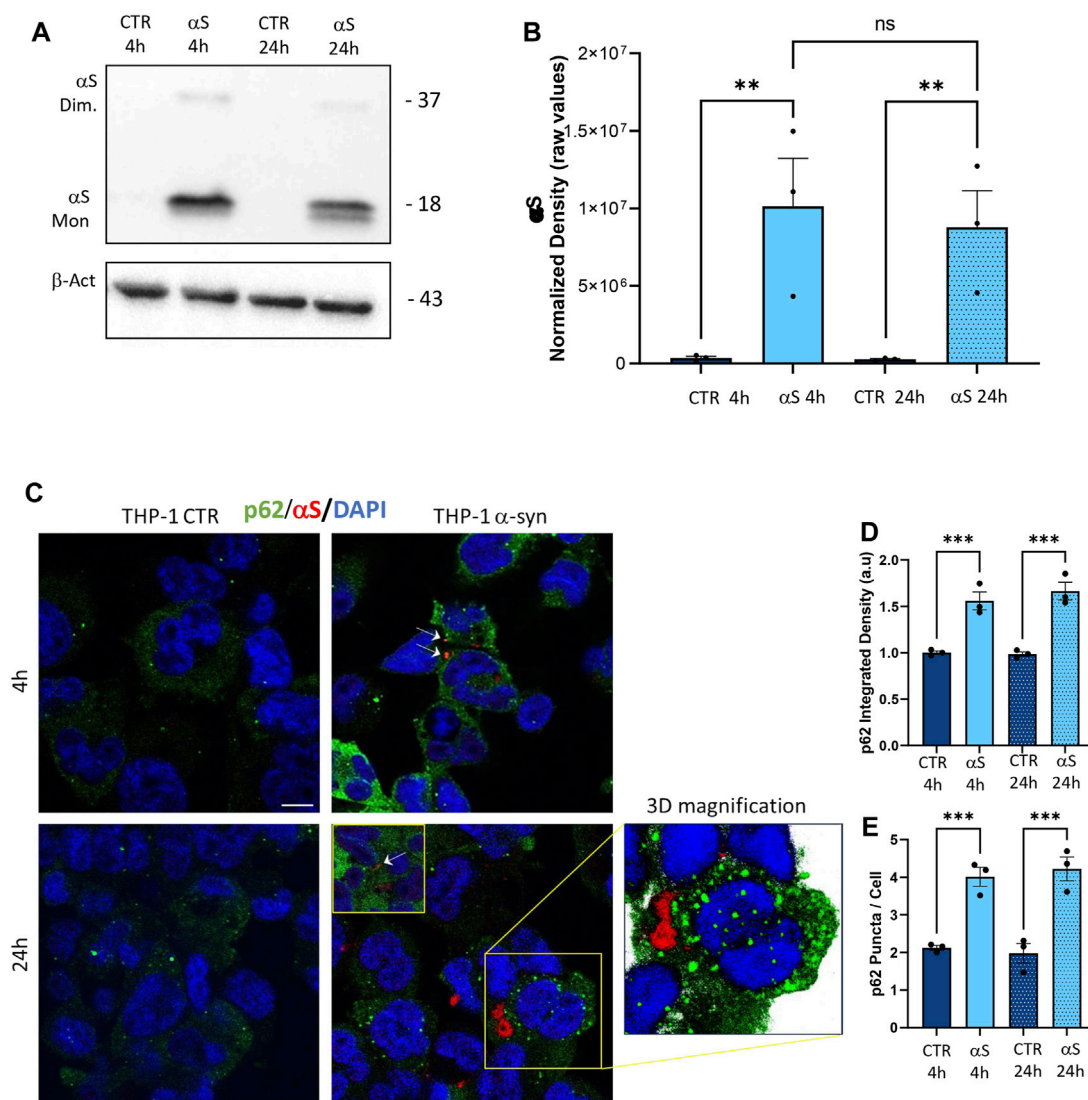 A
CTR αS CTR αS
4h 4h 24h 24h
αS
Dim.
- 37
αS
Mon
- 18
β-Act
- 43
B
ns
** **
2×10⁷
1.5×10⁷
1×10⁷
5×10⁶
0
Normalized Density (raw values)
CTR 4h αS 4h CTR 24h αS 24h
C
p62/αS/DAPI
THP-1 CTR THP-1 α-syn
4h
24h
3D magnification
D
*** ***
2.0
1.5
1.0
0.5
0.0
p62 Integrated Density (a.u)
CTR αS CTR αS
4h 4h 24h 24h
E
*** ***
6
5
4
3
2
1
0
p62 Puncta / Cell
CTR αS CTR αS
4h 4h 24h 24h